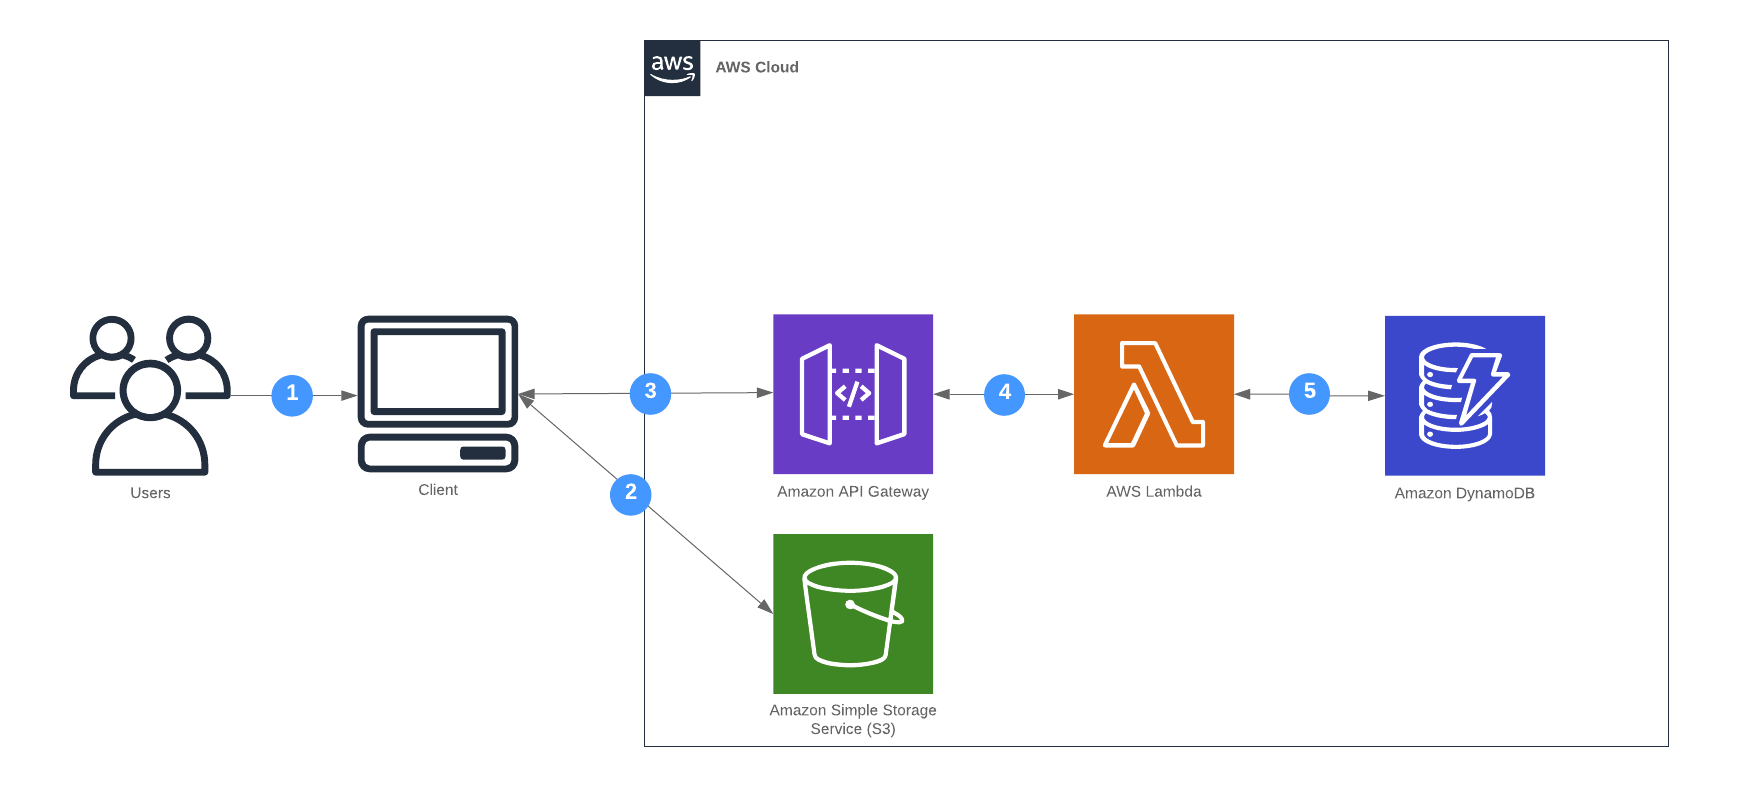 aws
AWS Cloud
1
2
3
4
5
</>
Users
Client
Amazon API Gateway
AWS Lambda
Amazon DynamoDB
Amazon Simple Storage
Service (S3)